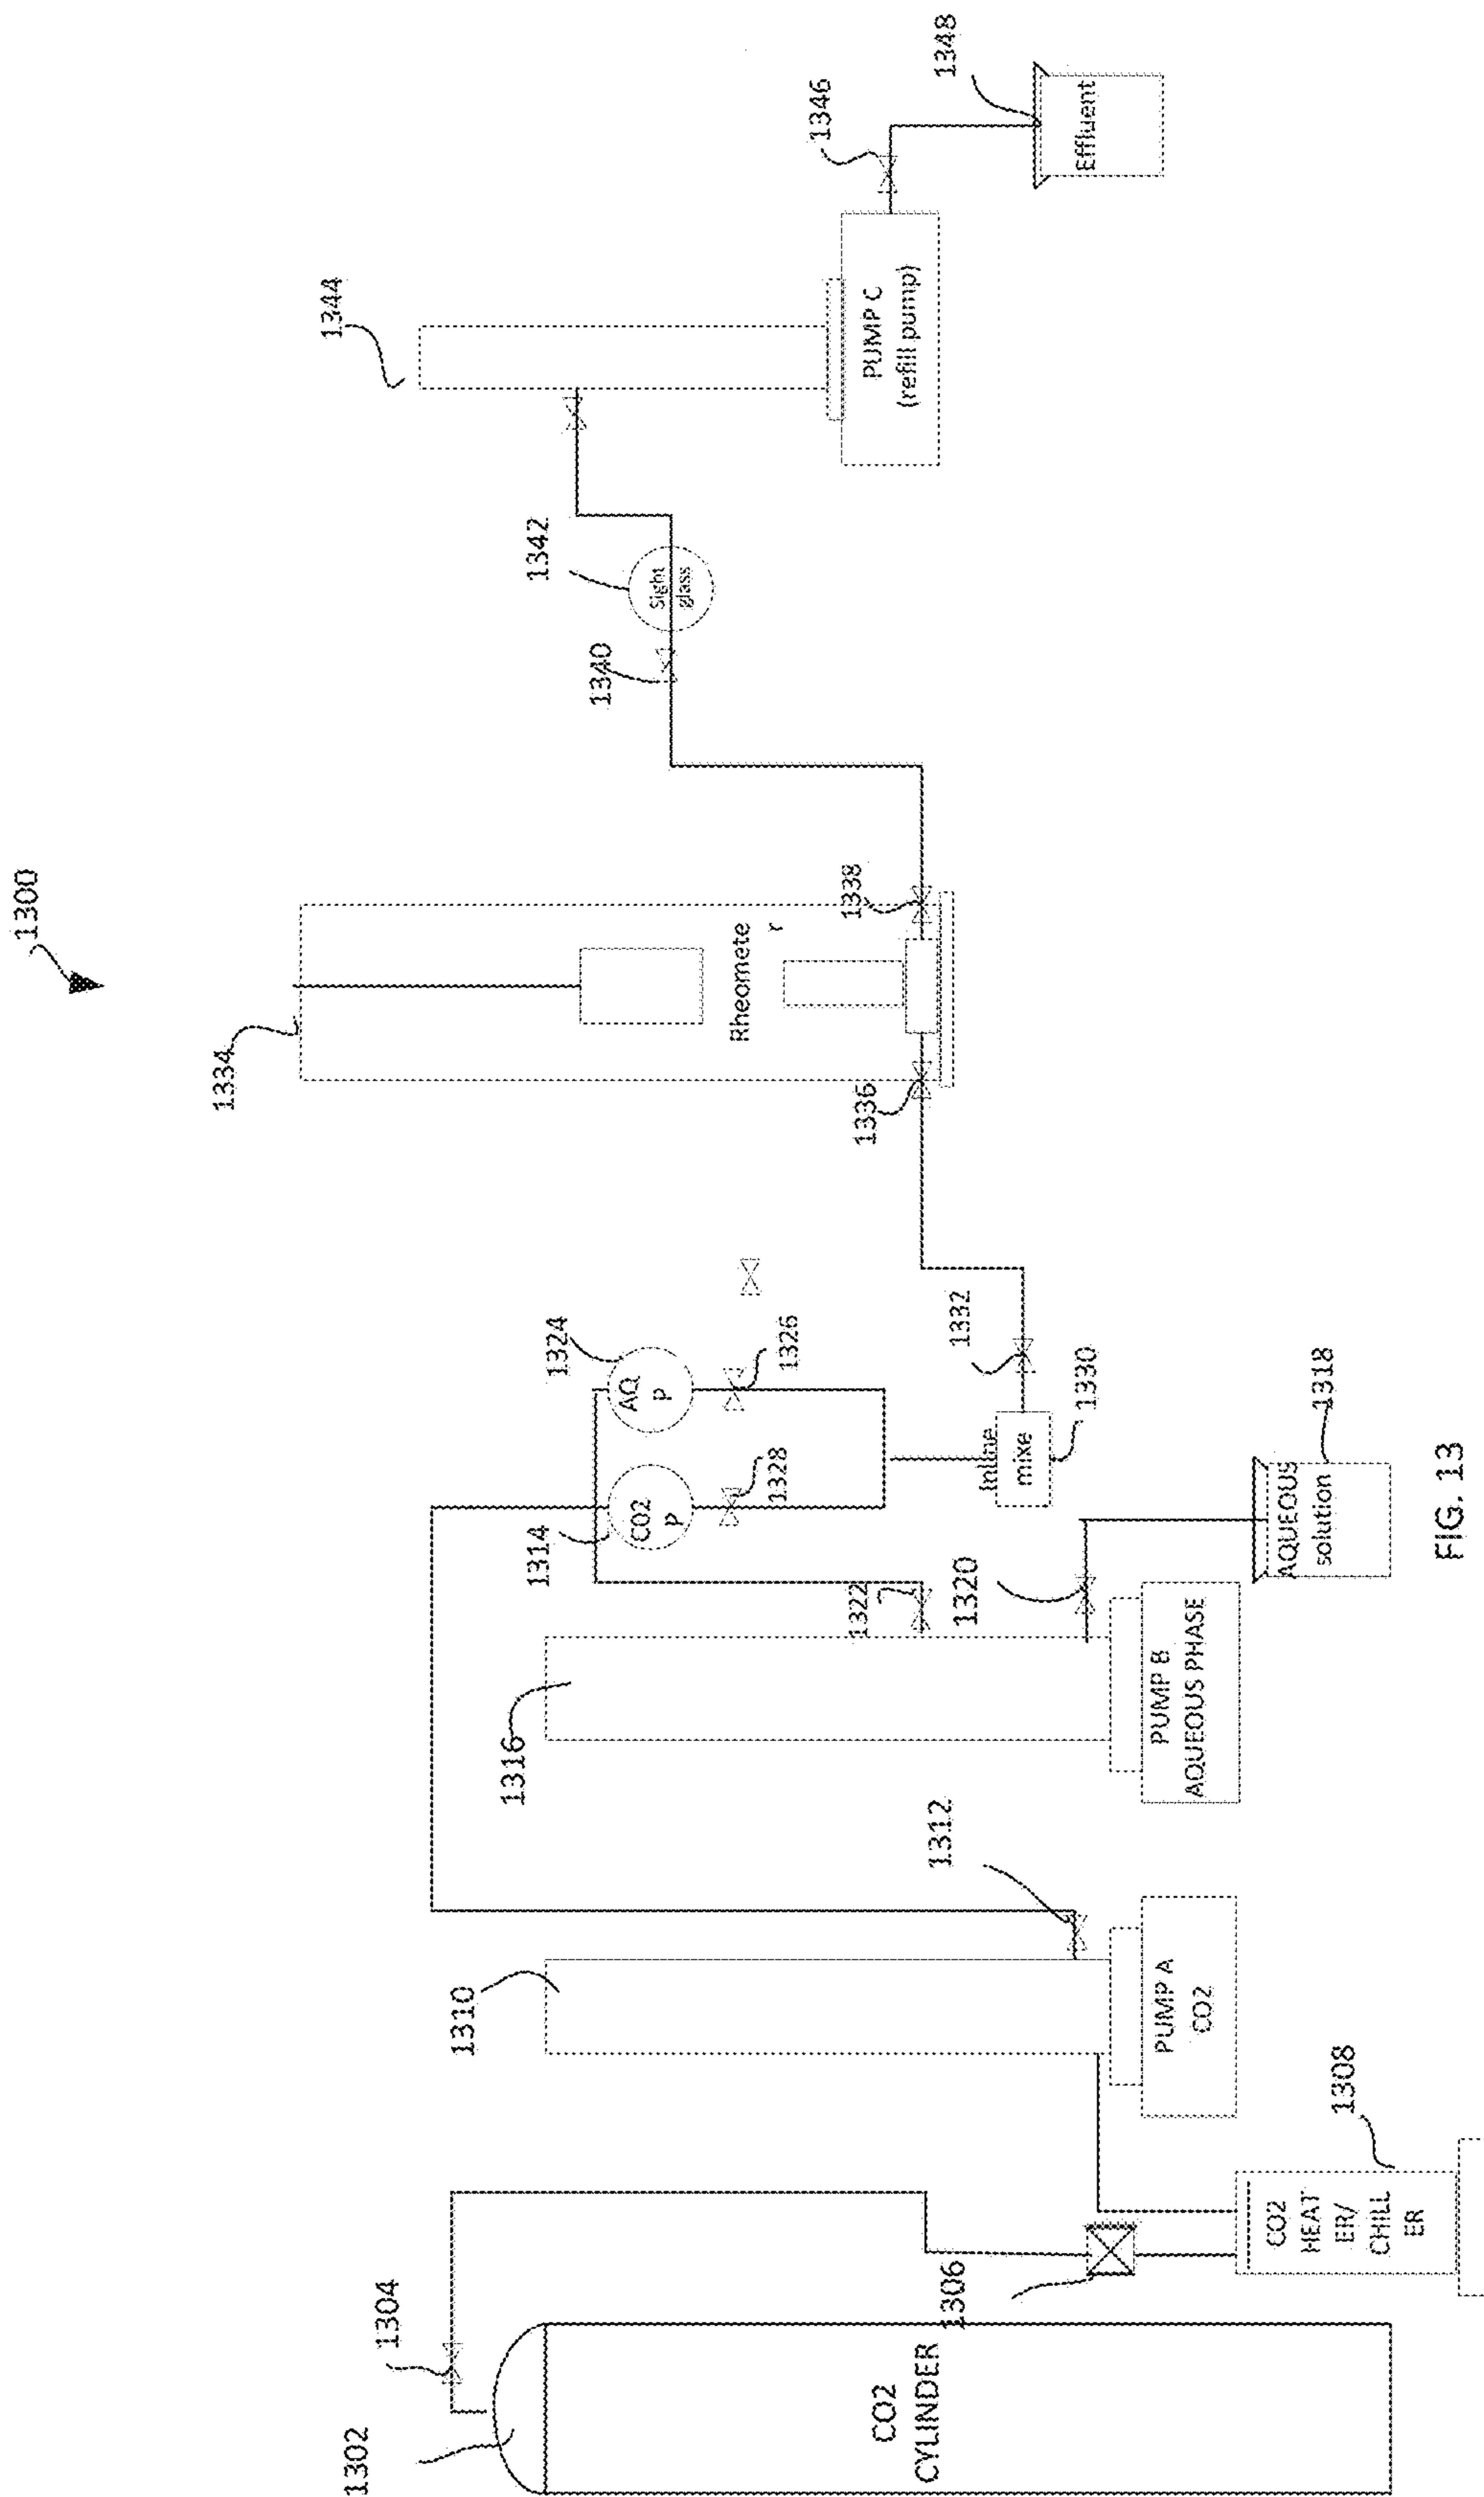 1300
1302
CO2
CYLINDER
1304
1306
CO2
HEAT
ER/
CHILL
ER
1308
1310
PUMP A
CO2
1312
1316
PUMP B
AQUEOUS PHASE
1322
1320
AQUEOUS
solution
1318
1314
CO2
P
1324
AQ
P
1328
1326
Inline
mixe
1330
1332
1334
Rheomete
r
1336
1338
1340
1342
Sight
glass
1344
PUMP C
(refill pump)
1346
1348
Effluent
FIG. 13